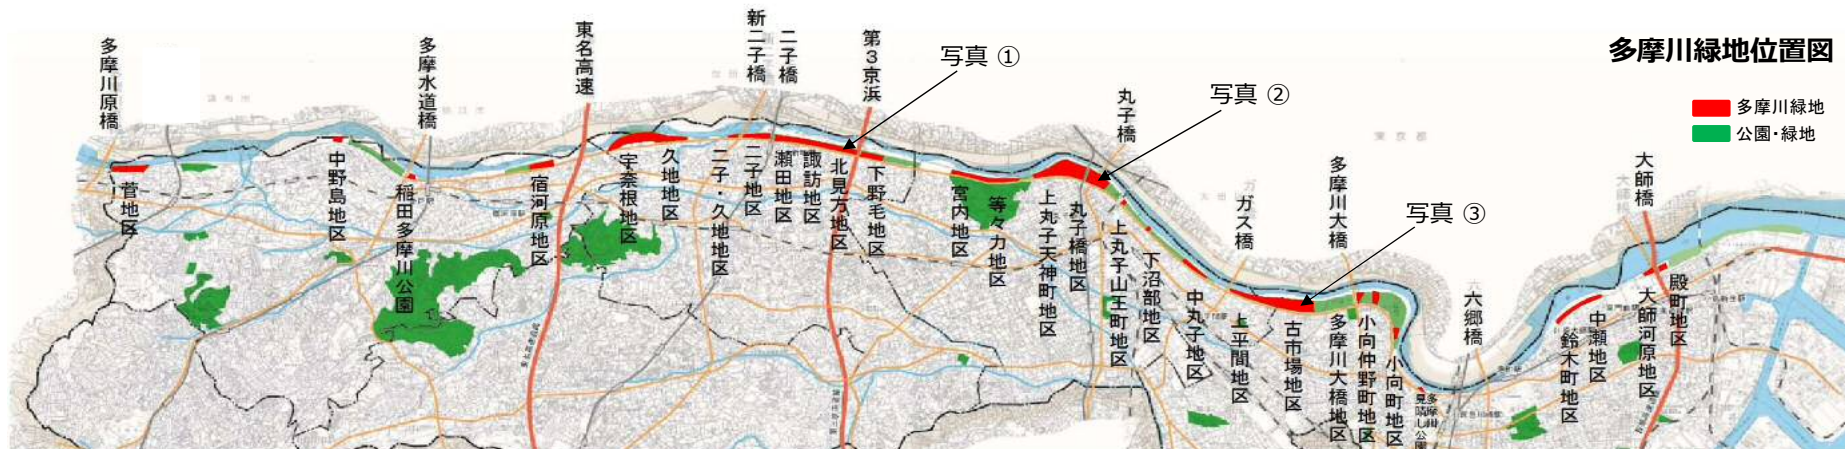 多摩川緑地位置図
多摩川緑地
公園・緑地
写真 ①
写真 ②
写真 ③
多摩川原橋
多摩水道橋
東名高速
新二子橋
二子橋
第3京浜
丸子橋
ガス橋
多摩川大橋
六郷橋
大師橋
菅地区
中野島地区
稲田多摩川公園
宿河原地区
宇奈根地区
久地地区
二子・久地地区
二子地区
瀬田地区
諏訪地区
北見方地区
下野毛地区
宮内地区
等々力地区
上丸子天神町地区
丸子橋地区
上丸子山王町地区
下沼部地区
中丸子地区
上平間地区
古市場地区
多摩川大橋地区
小向仲野町地区
小向町地区
多摩川
見晴し公園
鈴木町地区
中瀬地区
大師河原地区
殿町地区
東京都